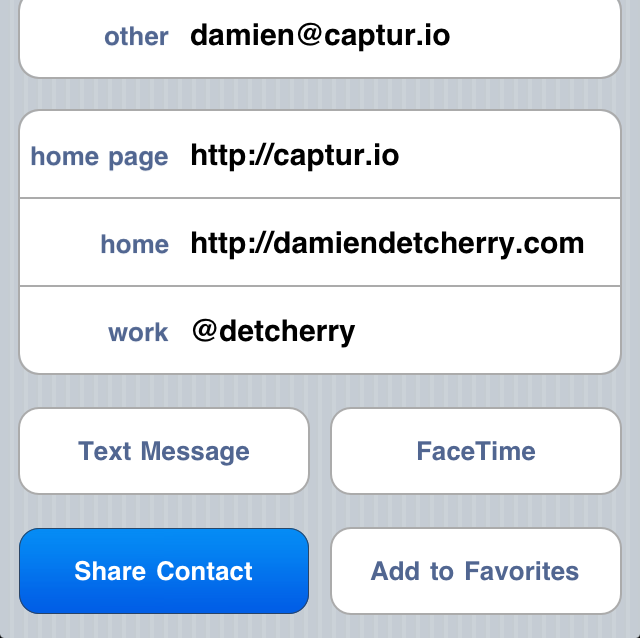 other damien@captur.io
home page http://captur.io
home http://damiendetcherry.com
work @detcherry
Text Message FaceTime
Share Contact Add to Favorites